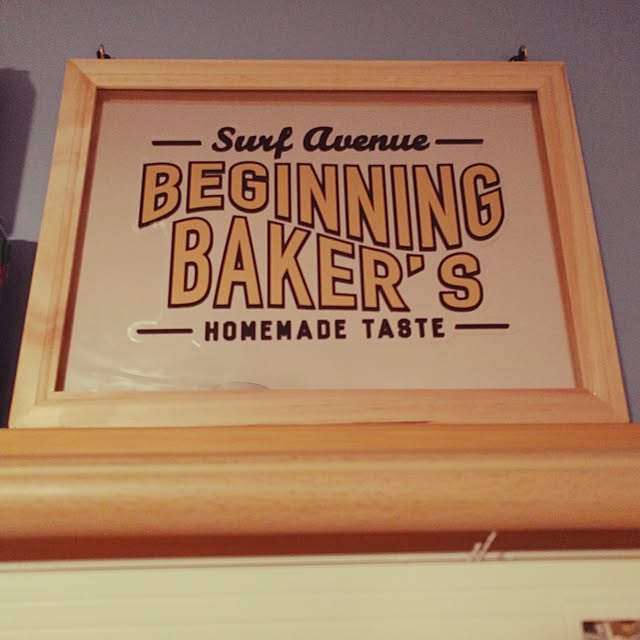 Surf Avenue
BEGINNING
BAKER'S
HOMEMADE TASTE